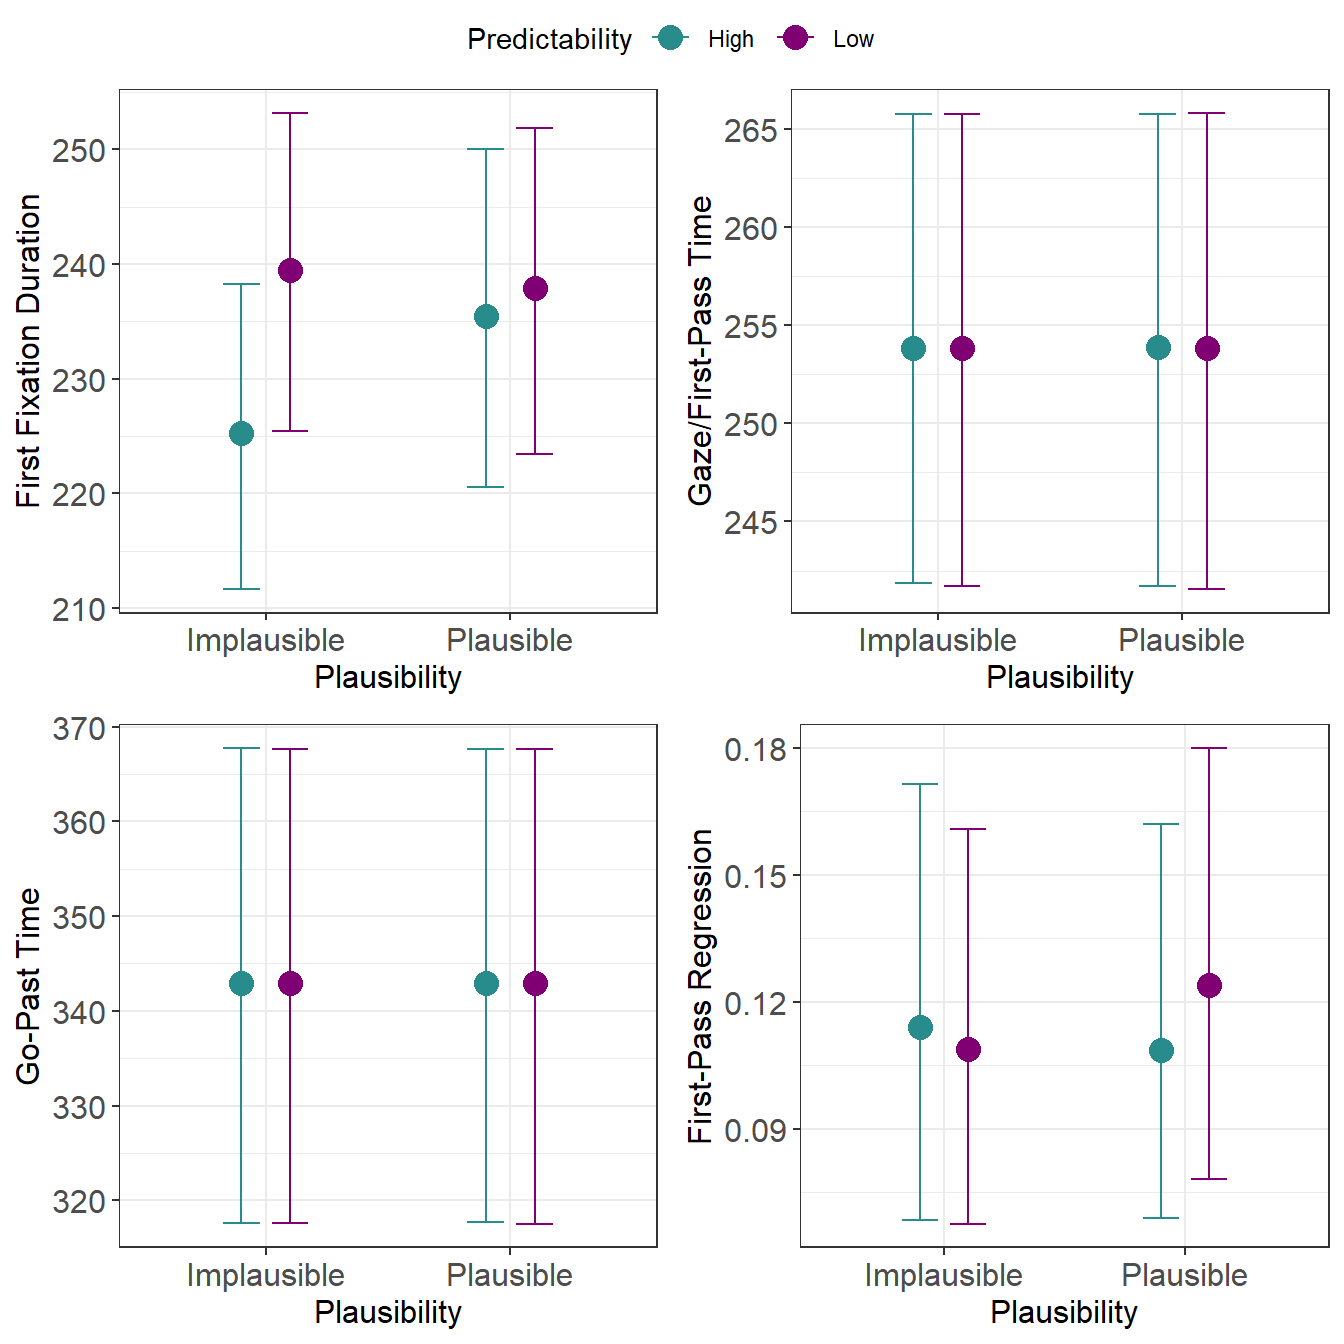 Predictability High Low
First Fixation Duration
250
240
230
220
210
Implausible Plausible
Plausibility
Gaze/First-Pass Time
265
260
255
250
245
Implausible Plausible
Plausibility
Go-Past Time
370
360
350
340
330
320
Implausible Plausible
Plausibility
First-Pass Regression
0.18
0.15
0.12
0.09
Implausible Plausible
Plausibility